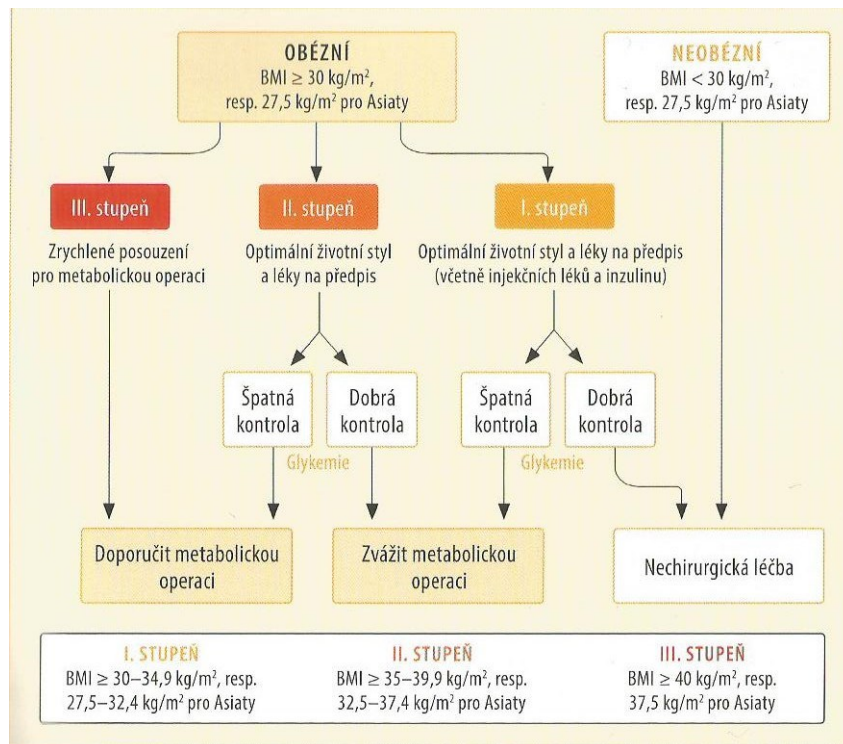 OBÉZNÍ
BMI ≥ 30 kg/m²,
resp. 27,5 kg/m² pro Asiaty
NEOBÉZNÍ
BMI < 30 kg/m²,
resp. 27,5 kg/m² pro Asiaty
III. stupeň
Zrychlené posouzení
pro metabolickou operaci
II. stupeň
Optimální životní styl
a léky na předpis
I. stupeň
Optimální životní styl a léky na předpis
(včetně injekčních léků a inzulinu)
Špatná
kontrola
Dobrá
kontrola
Glykemie
Špatná
kontrola
Dobrá
kontrola
Glykemie
Doporučit metabolickou
operaci
Zvážit metabolickou
operaci
Nechirurgická léčba
I. STUPEŇ
BMI ≥ 30–34,9 kg/m², resp.
27,5–32,4 kg/m² pro Asiaty
II. STUPEŇ
BMI ≥ 35–39,9 kg/m², resp.
32,5–37,4 kg/m² pro Asiaty
III. STUPEŇ
BMI ≥ 40 kg/m², resp.
37,5 kg/m² pro Asiaty